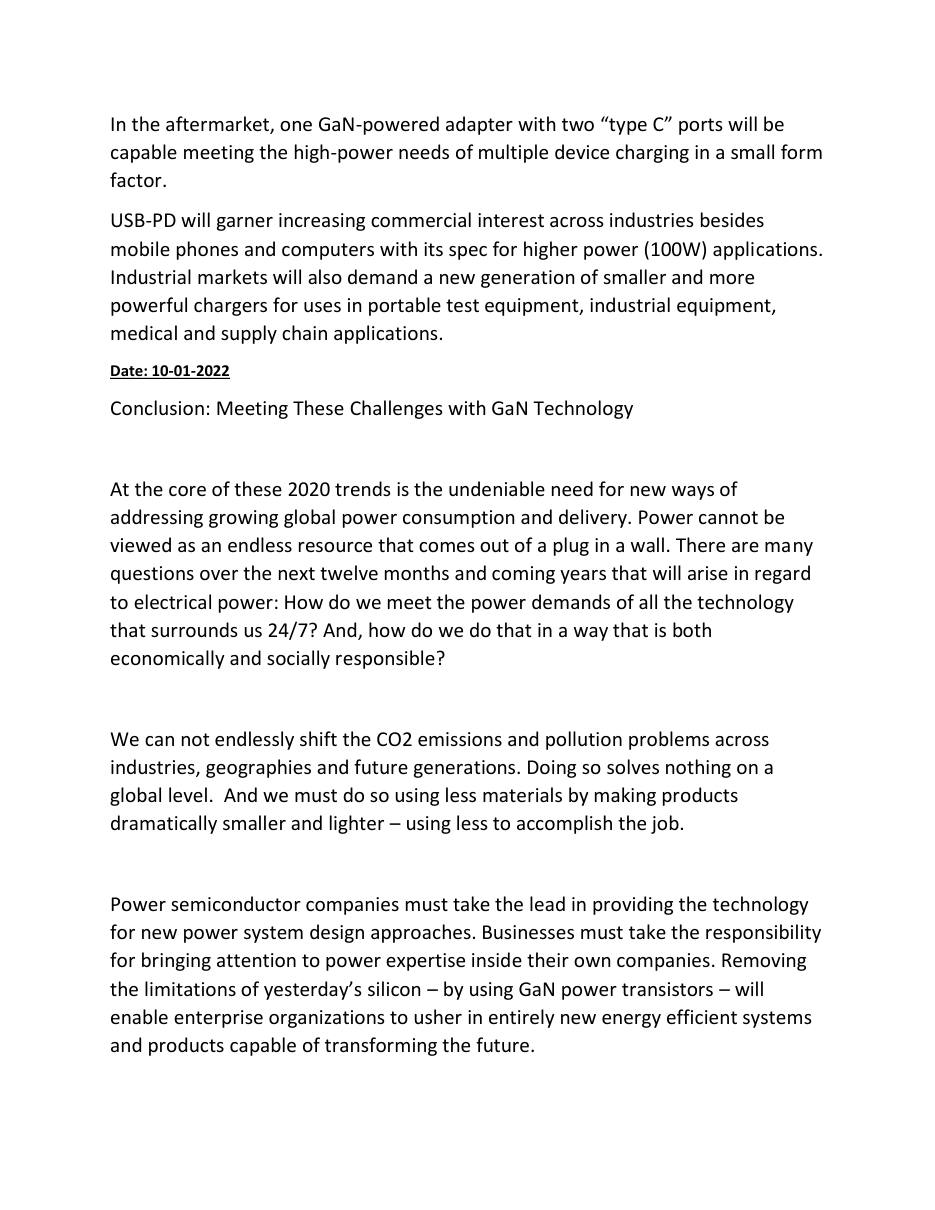 In the aftermarket, one GaN-powered adapter with two “type C” ports will be
capable meeting the high-power needs of multiple device charging in a small form
factor.
USB-PD will garner increasing commercial interest across industries besides
mobile phones and computers with its spec for higher power (100W) applications.
Industrial markets will also demand a new generation of smaller and more
powerful chargers for uses in portable test equipment, industrial equipment,
medical and supply chain applications.
Date: 10-01-2022
Conclusion: Meeting These Challenges with GaN Technology
At the core of these 2020 trends is the undeniable need for new ways of
addressing growing global power consumption and delivery. Power cannot be
viewed as an endless resource that comes out of a plug in a wall. There are many
questions over the next twelve months and coming years that will arise in regard
to electrical power: How do we meet the power demands of all the technology
that surrounds us 24/7? And, how do we do that in a way that is both
economically and socially responsible?
We can not endlessly shift the CO2 emissions and pollution problems across
industries, geographies and future generations. Doing so solves nothing on a
global level.  And we must do so using less materials by making products
dramatically smaller and lighter – using less to accomplish the job.
Power semiconductor companies must take the lead in providing the technology
for new power system design approaches. Businesses must take the responsibility
for bringing attention to power expertise inside their own companies. Removing
the limitations of yesterday’s silicon – by using GaN power transistors – will
enable enterprise organizations to usher in entirely new energy efficient systems
and products capable of transforming the future.